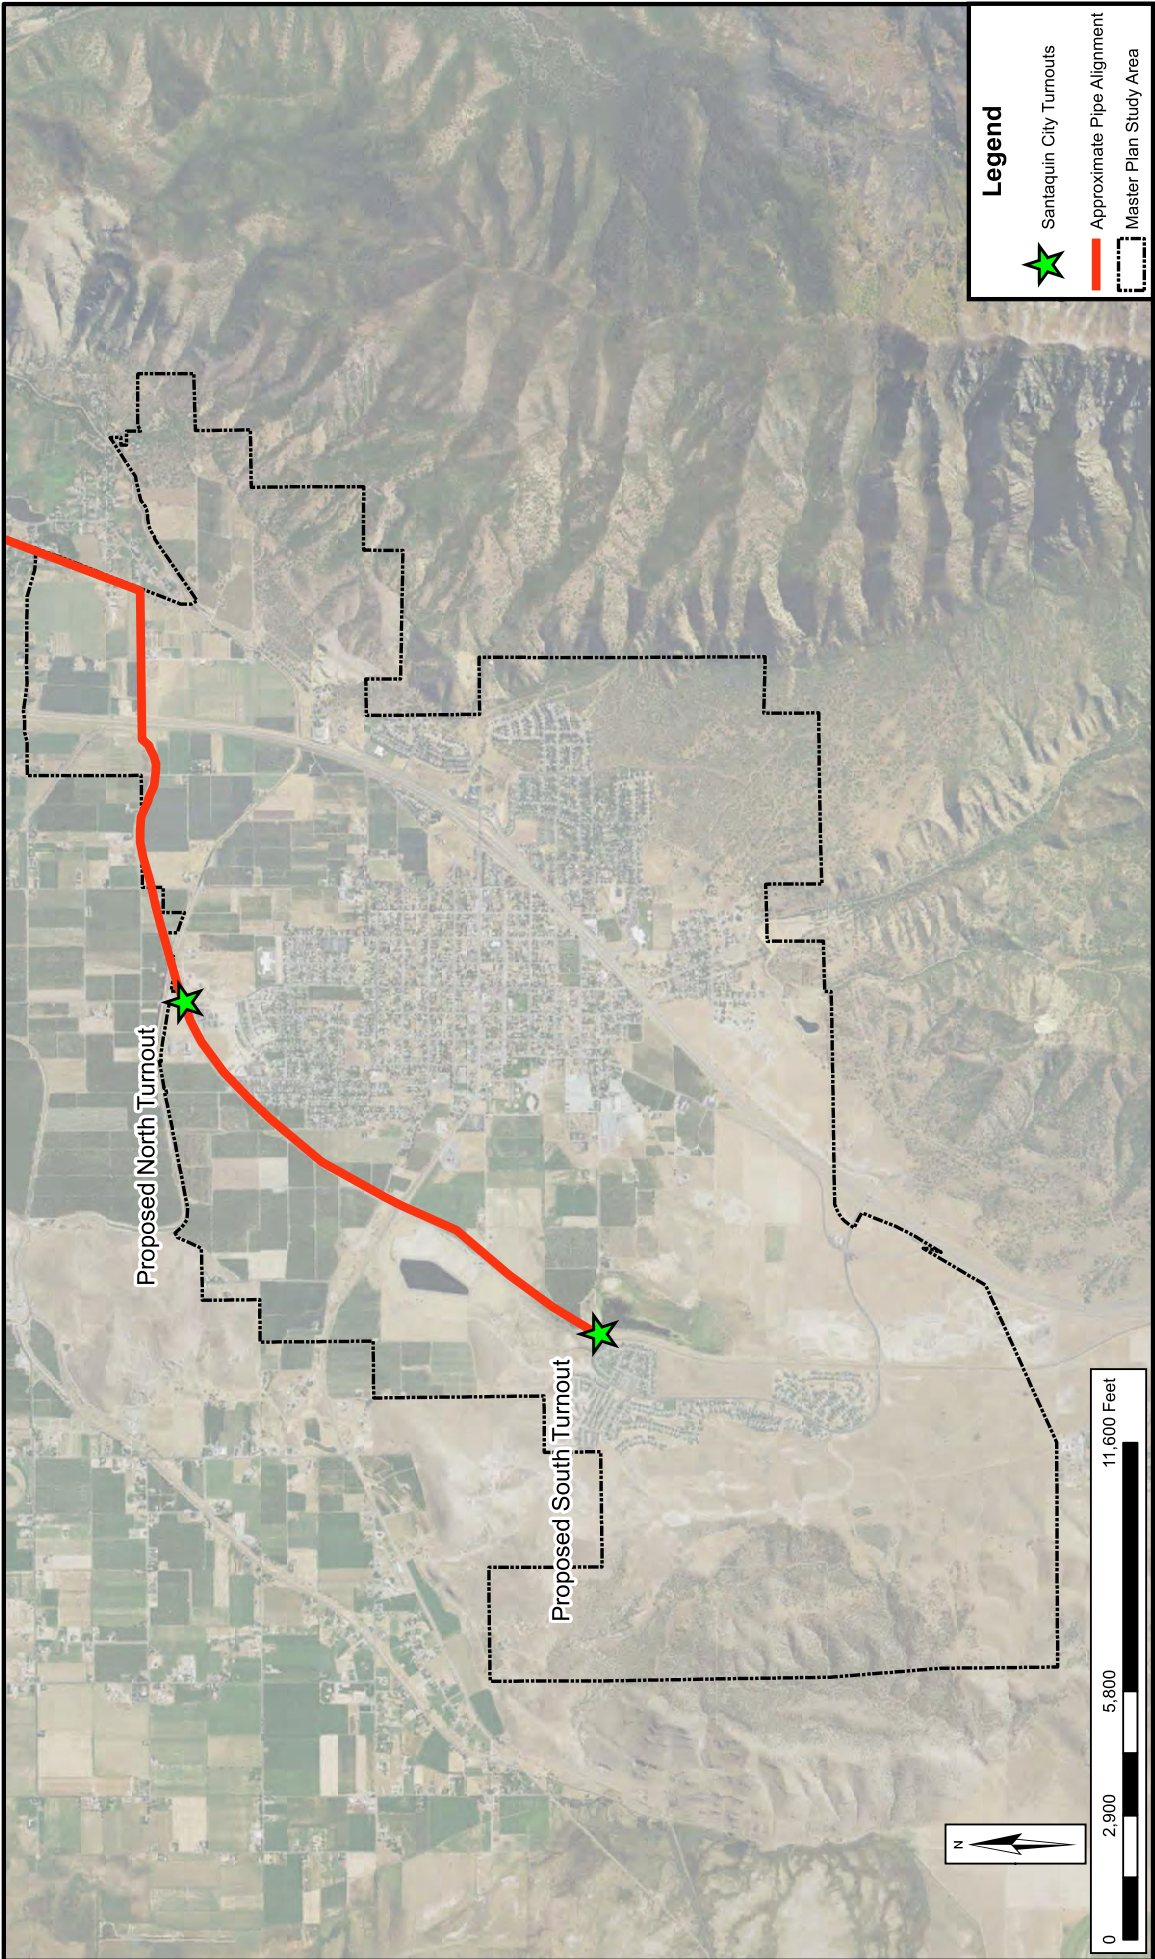 Proposed North Turnout
Proposed South Turnout
Legend
Santaquin City Turnouts
Approximate Pipe Alignment
Master Plan Study Area
N
0 2,900 5,800 11,600 Feet